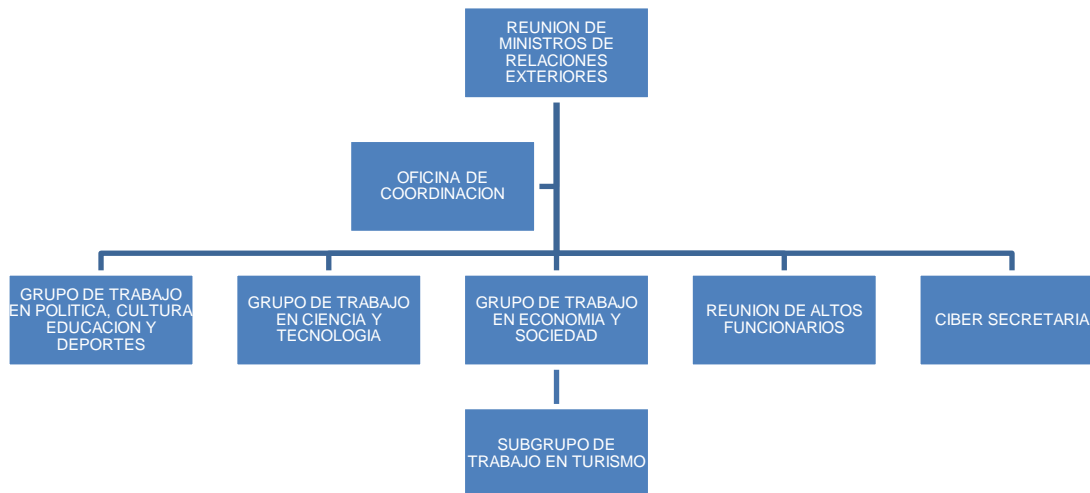 REUNION DE
MINISTROS DE
RELACIONES
EXTERIORES
OFICINA DE
COORDINACION
GRUPO DE TRABAJO
EN POLITICA, CULTURA
EDUCACION Y
DEPORTES
GRUPO DE TRABAJO
EN CIENCIA Y
TECNOLOGIA
GRUPO DE TRABAJO
EN ECONOMIA Y
SOCIEDAD
REUNION DE ALTOS
FUNCIONARIOS
CIBER SECRETARIA
SUBGRUPO DE
TRABAJO EN TURISMO